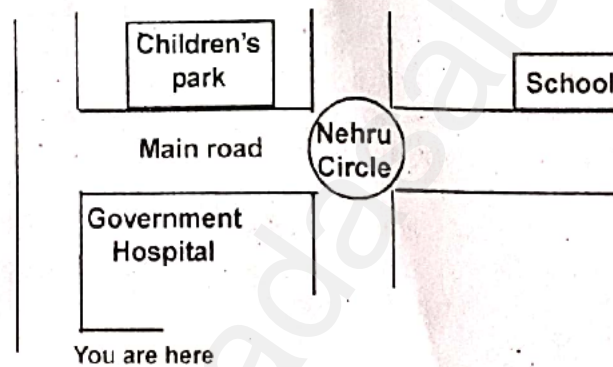 Children's
park
School
Main road
Nehru
Circle
Government
Hospital
You are here